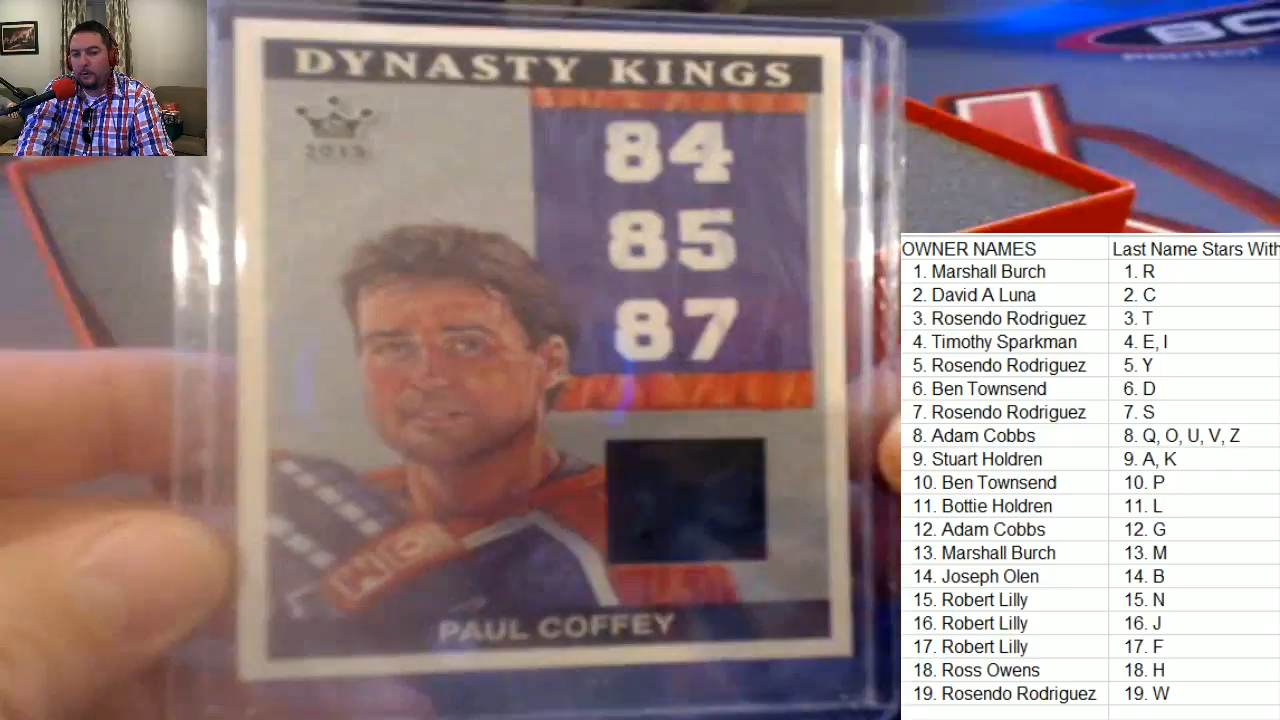 DYNASTY KINGS
2015
84
85
87
PAUL COFFEY
BC
OWNER NAMES Last Name Stars With
1. Marshall Burch 1. R
2. David A Luna 2. C
3. Rosendo Rodriguez 3. T
4. Timothy Sparkman 4. E, I
5. Rosendo Rodriguez 5. Y
6. Ben Townsend 6. D
7. Rosendo Rodriguez 7. S
8. Adam Cobbs 8. Q, O, U, V, Z
9. Stuart Holdren 9. A, K
10. Ben Townsend 10. P
11. Bottie Holdren 11. L
12. Adam Cobbs 12. G
13. Marshall Burch 13. M
14. Joseph Olen 14. B
15. Robert Lilly 15. N
16. Robert Lilly 16. J
17. Robert Lilly 17. F
18. Ross Owens 18. H
19. Rosendo Rodriguez 19. W